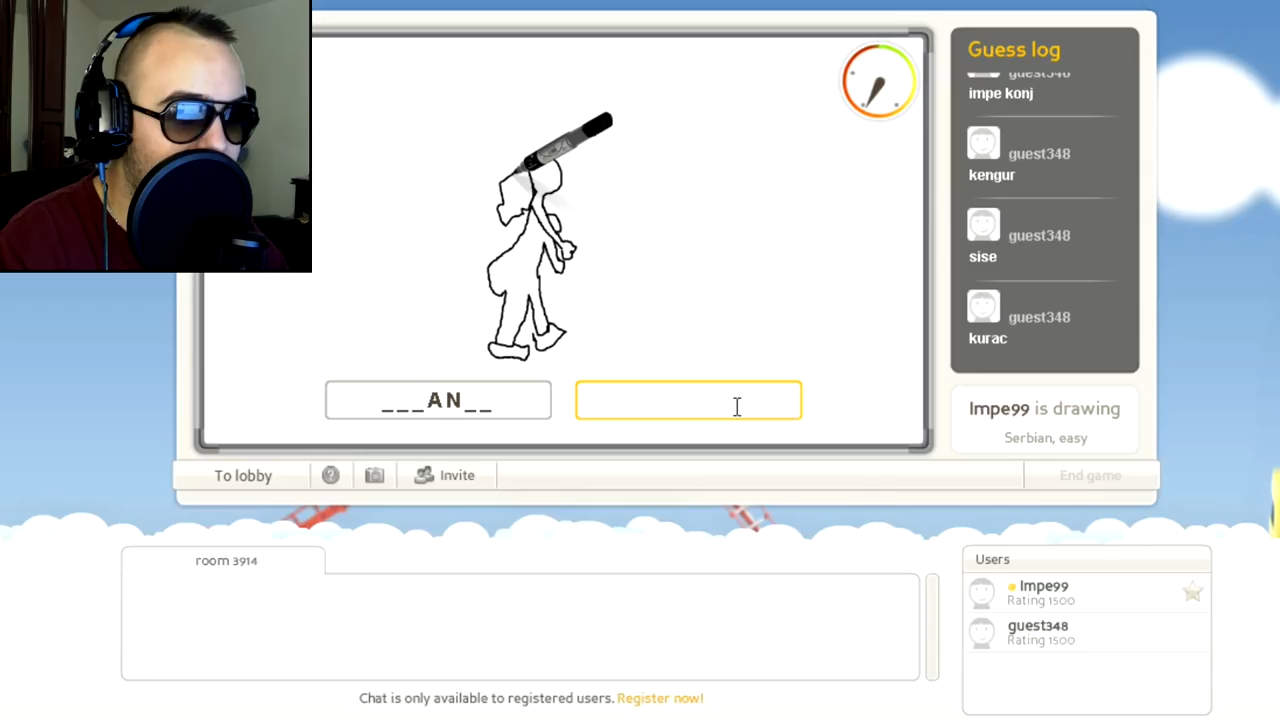 Guess log
guest348
impe konj
guest348
kengur
guest348
sise
guest348
kurac
_ _ _ A N _ _
Impe99 is drawing
Serbian, easy
To lobby
Invite
End game
room 3914
Users
Impe99
Rating 1500
guest348
Rating 1500
Chat is only available to registered users. Register now!